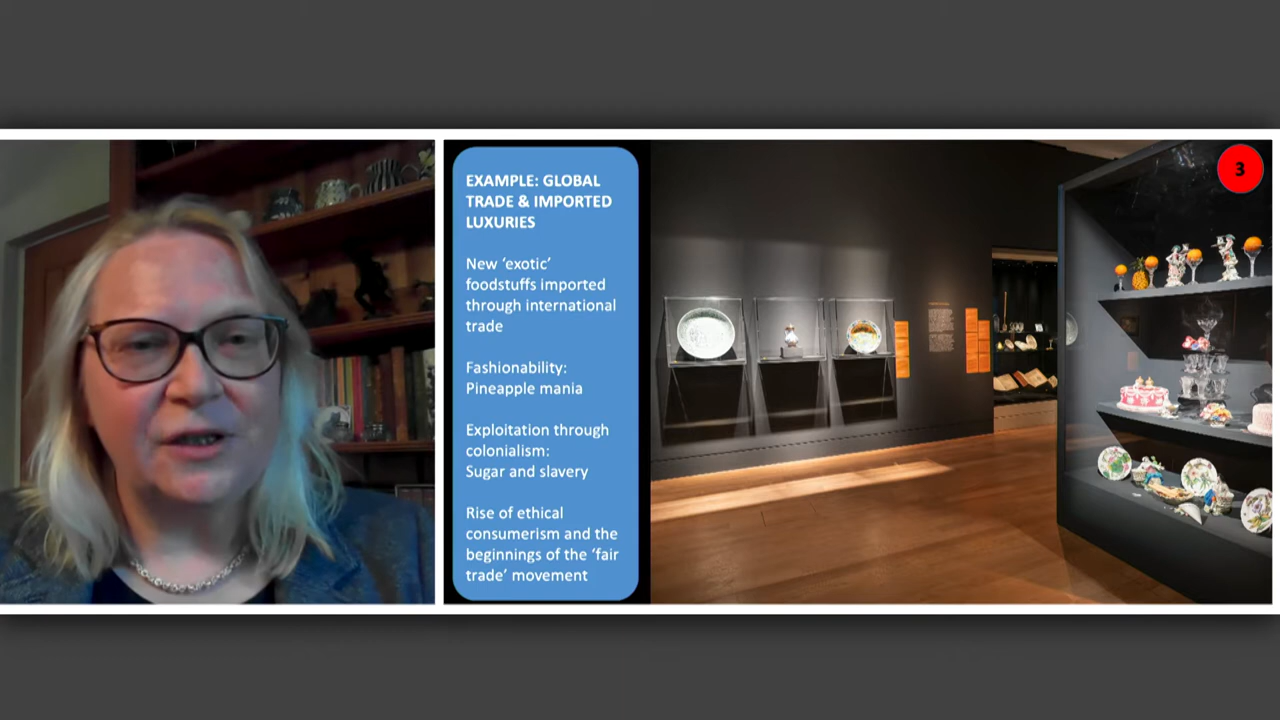 EXAMPLE: GLOBAL
TRADE & IMPORTED
LUXURIES
New ‘exotic’
foodstuffs imported
through international
trade
Fashionability:
Pineapple mania
Exploitation through
colonialism:
Sugar and slavery
Rise of ethical
consumerism and the
beginnings of the ‘fair
trade’ movement
3